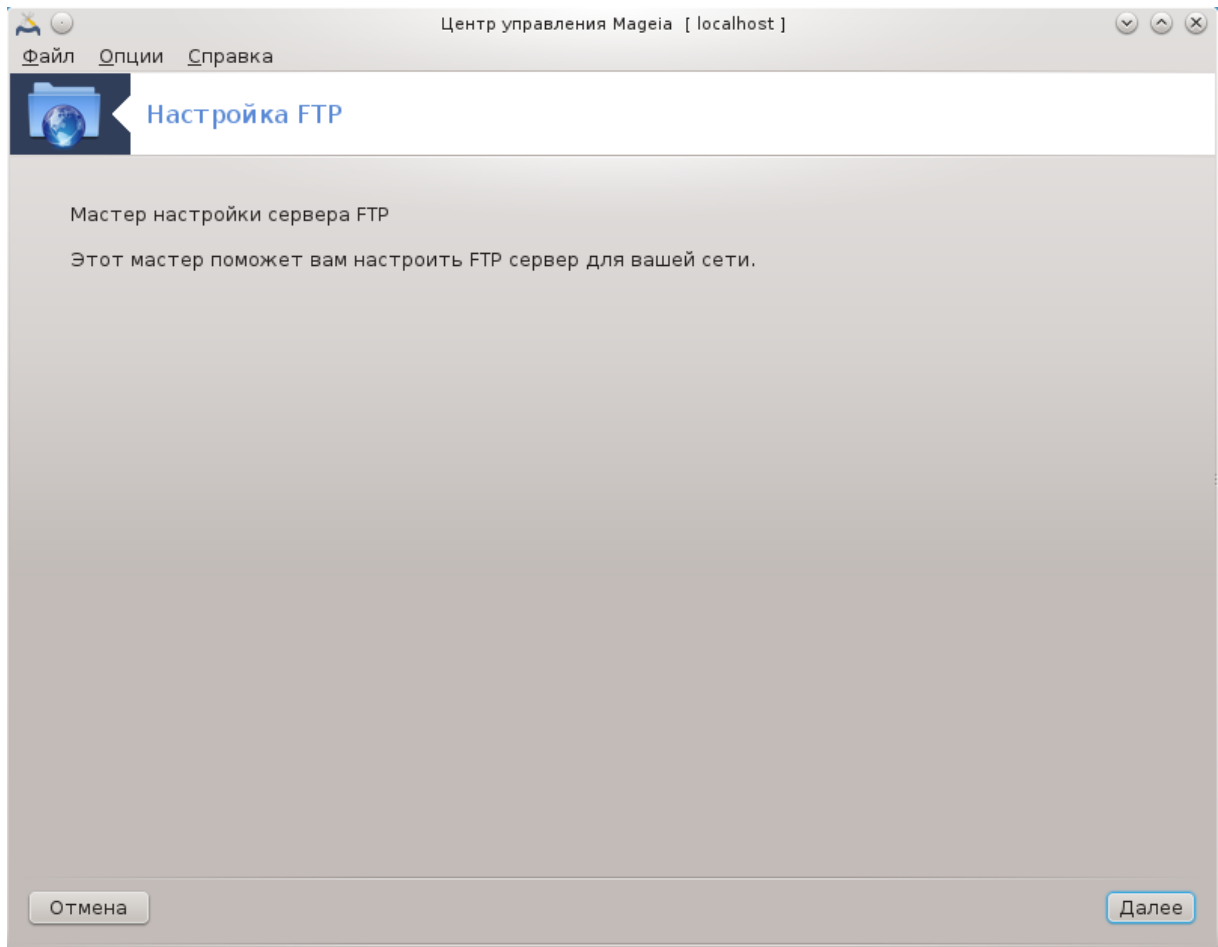 Центр управления Mageia [ localhost ]
Файл Опции Справка
Настройка FTP
Мастер настройки сервера FTP
Этот мастер поможет вам настроить FTP сервер для вашей сети.
Отмена Далее